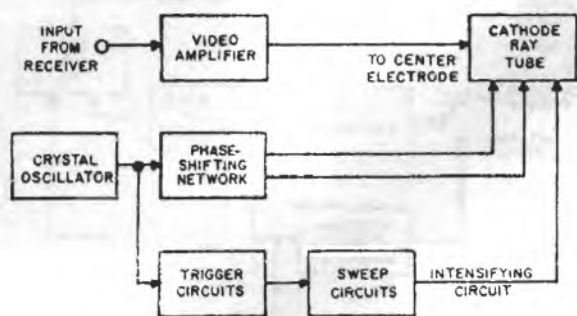 INPUT
FROM
RECEIVER
VIDEO
AMPLIFIER
TO CENTER
ELECTRODE
CATHODE
RAY
TUBE
CRYSTAL
OSCILLATOR
PHASE-
SHIFTING
NETWORK
TRIGGER
CIRCUITS
SWEEP
CIRCUITS
INTENSIFYING
CIRCUIT